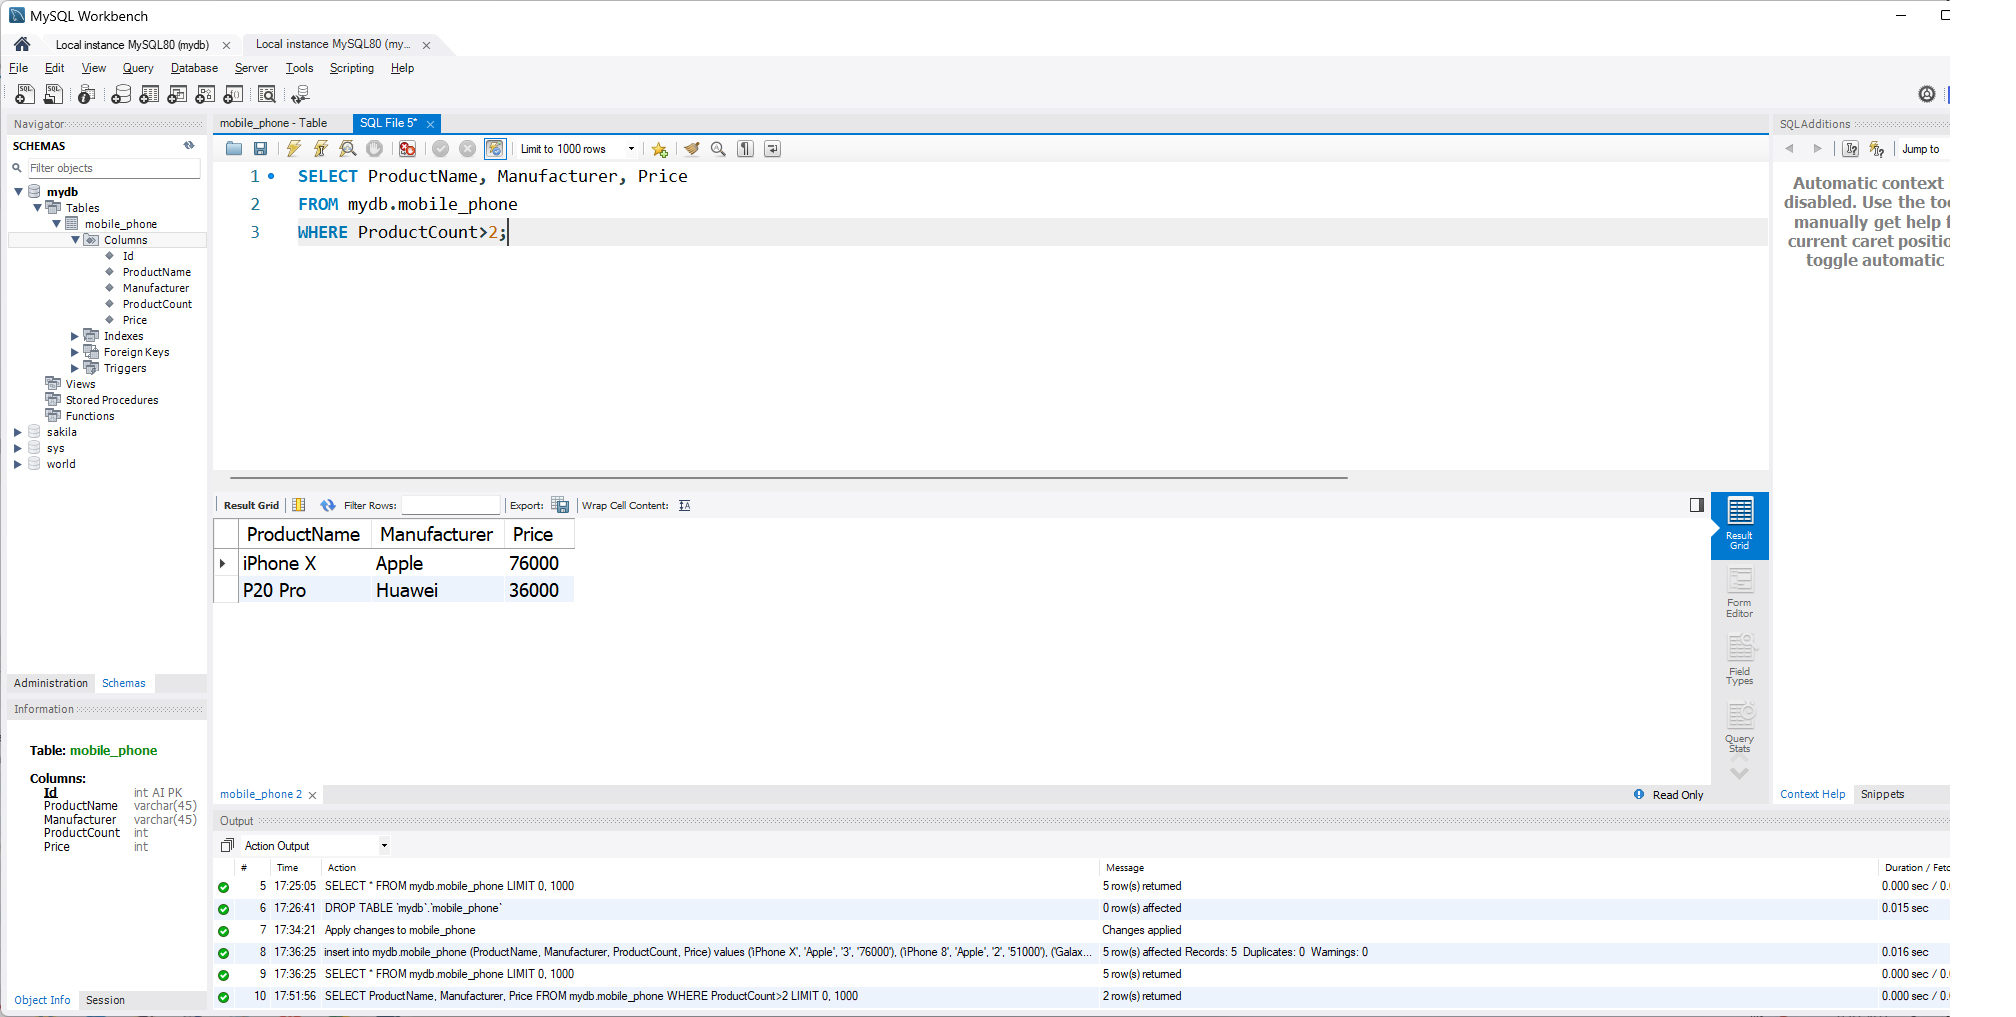 MySQL Workbench
Local instance MySQL80 (mydb)
Local instance MySQL80 (my...
File Edit View Query Database Server Tools Scripting Help
Navigator
SCHEMAS
Filter objects
mydb
Tables
mobile_phone
Columns
Id
ProductName
Manufacturer
ProductCount
Price
Indexes
Foreign Keys
Triggers
Views
Stored Procedures
Functions
sakila
sys
world
Administration Schemas
Information
Table: mobile_phone
Columns:
Id int AI PK
ProductName varchar(45)
Manufacturer varchar(45)
ProductCount int
Price int
Object Info Session
mobile_phone - Table
SQL File 5*
Limit to 1000 rows
1 SELECT ProductName, Manufacturer, Price
2 FROM mydb.mobile_phone
3 WHERE ProductCount>2;
Result Grid Filter Rows: Export: Wrap Cell Content:
ProductName Manufacturer Price
iPhone X Apple 76000
P20 Pro Huawei 36000
Result
Grid
Form
Editor
Field
Types
Query
Stats
mobile_phone 2
Read Only
Output
Action Output
# Time Action Message Duration / Fetc
5 17:25:05 SELECT * FROM mydb.mobile_phone LIMIT 0, 1000 5 row(s) returned 0.000 sec / 0.
6 17:26:41 DROP TABLE `mydb`.`mobile_phone` 0 row(s) affected 0.015 sec
7 17:34:21 Apply changes to mobile_phone Changes applied
8 17:36:25 insert into mydb.mobile_phone (ProductName, Manufacturer, ProductCount, Price) values ('iPhone X', 'Apple', '3', '76000'), ('iPhone 8', 'Apple', '2', '51000'), ('Galax... 5 row(s) affected Records: 5 Duplicates: 0 Warnings: 0 0.016 sec
9 17:36:25 SELECT * FROM mydb.mobile_phone LIMIT 0, 1000 5 row(s) returned 0.000 sec / 0.
10 17:51:56 SELECT ProductName, Manufacturer, Price FROM mydb.mobile_phone WHERE ProductCount>2 LIMIT 0, 1000 2 row(s) returned 0.000 sec / 0.
SQLAdditions
Jump to
Automatic context
disabled. Use the too
manually get help f
current caret positio
toggle automatic
Context Help Snippets